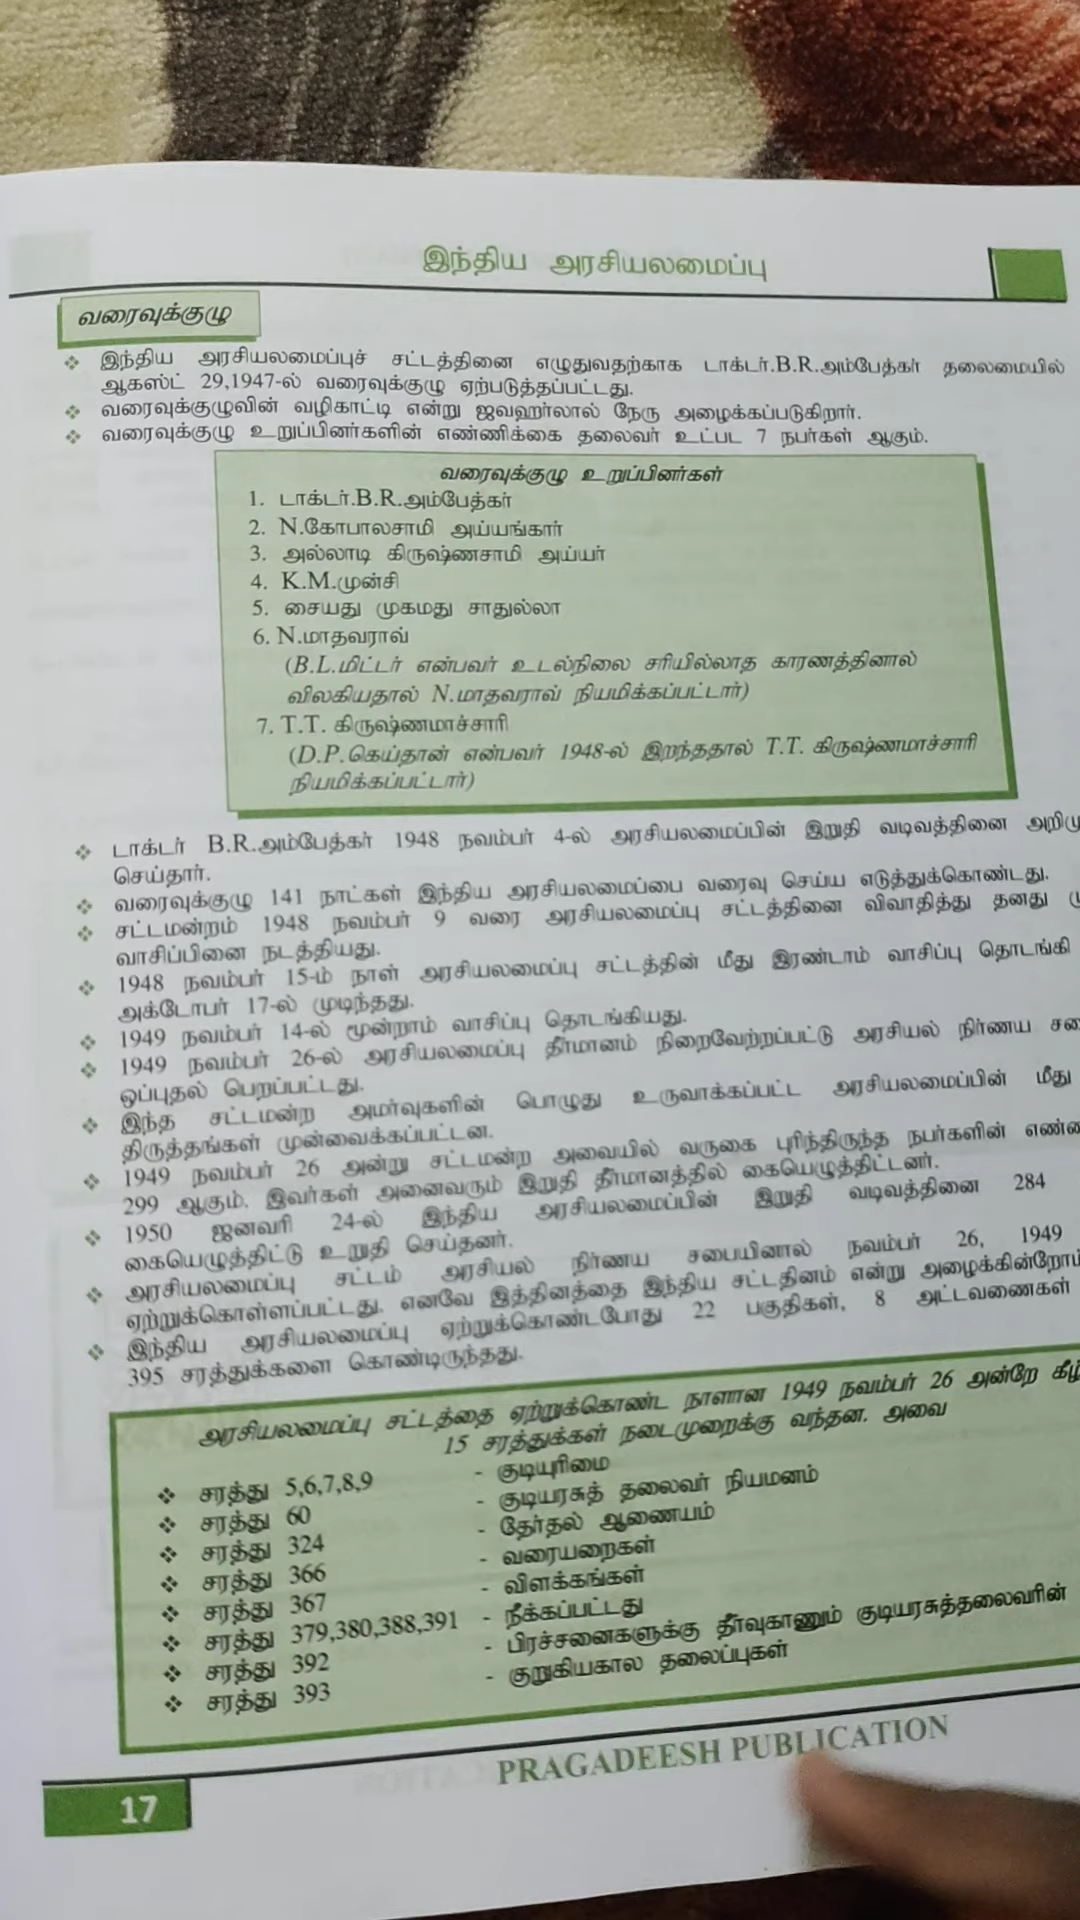 இந்திய அரசியலமைப்பு
வரைவுக்குழு
❖ இந்திய அரசியலமைப்புச் சட்டத்தினை எழுதுவதற்காக டாக்டர்.B.R.அம்பேத்கர் தலைமையில்
ஆகஸ்ட் 29,1947-ல் வரைவுக்குழு ஏற்படுத்தப்பட்டது.
❖ வரைவுக்குழுவின் வழிகாட்டி என்று ஜவஹர்லால் நேரு அழைக்கப்படுகிறார்.
❖ வரைவுக்குழு உறுப்பினர்களின் எண்ணிக்கை தலைவர் உட்பட 7 நபர்கள் ஆகும்.
வரைவுக்குழு உறுப்பினர்கள்
1. டாக்டர்.B.R.அம்பேத்கர்
2. N.கோபாலசாமி அய்யங்கார்
3. அல்லாடி கிருஷ்ணசாமி அய்யர்
4. K.M.முன்சி
5. சையது முகமது சாதுல்லா
6. N.மாதவராவ்
(B.L.மிட்டர் என்பவர் உடல்நிலை சரியில்லாத காரணத்தினால்
விலகியதால் N.மாதவராவ் நியமிக்கப்பட்டார்)
7. T.T. கிருஷ்ணமாச்சாரி
(D.P.கெய்தான் என்பவர் 1948-ல் இறந்ததால் T.T. கிருஷ்ணமாச்சாரி
நியமிக்கப்பட்டார்)
❖ டாக்டர் B.R.அம்பேத்கர் 1948 நவம்பர் 4-ல் அரசியலமைப்பின் இறுதி வடிவத்தினை
செய்தார்.
❖ வரைவுக்குழு 141 நாட்கள் இந்திய அரசியலமைப்பை வரைவு செய்ய எடுத்துக்கொண்டது.
❖ சட்டமன்றம் 1948 நவம்பர் 9 வரை அரசியலமைப்பு சட்டத்தினை விவாதித்து தனது
வாசிப்பினை நடத்தியது.
❖ 1948 நவம்பர் 15-ம் நாள் அரசியலமைப்பு சட்டத்தின் மீது இரண்டாம் வாசிப்பு தொடங்கி
அக்டோபர் 17-ல் முடிந்தது.
❖ 1949 நவம்பர் 14-ல் மூன்றாம் வாசிப்பு தொடங்கியது.
❖ 1949 நவம்பர் 26-ல் அரசியலமைப்பு தீர்மானம் நிறைவேற்றப்பட்டு அரசியல் நிர்ணய
ஒப்புதல் பெறப்பட்டது.
❖ இந்த சட்டமன்ற அமர்வுகளின் பொழுது உருவாக்கப்பட்ட அரசியலமைப்பின் மீது
திருத்தங்கள் முன்வைக்கப்பட்டன.
❖ 1949 நவம்பர் 26 அன்று சட்டமன்ற அவையில் வருகை புரிந்திருந்த நபர்களின்
299 ஆகும். இவர்கள் அனைவரும் இறுதி தீர்மானத்தில் கையெழுத்திட்டனர்.
❖ 1950 ஜனவரி 24-ல் இந்திய அரசியலமைப்பின் இறுதி வடிவத்தினை 284
கையெழுத்திட்டு உறுதி செய்தனர்.
❖ அரசியலமைப்பு சட்டம் அரசியல் நிர்ணய சபையினால் நவம்பர் 26, 1949
ஏற்றுக்கொள்ளப்பட்டது. எனவே இத்தினத்தை இந்திய சட்டதினம் என்று அழைக்கின்றோம்
❖ இந்திய அரசியலமைப்பு ஏற்றுக்கொண்டபோது 22 பகுதிகள், 8 அட்டவணைகள்
395 சரத்துக்களை கொண்டிருந்தது.
அரசியலமைப்பு சட்டத்தை ஏற்றுக்கொண்ட நாளான 1949 நவம்பர் 26 அன்றே
15 சரத்துக்கள் நடைமுறைக்கு வந்தன. அவை
❖ சரத்து 5,6,7,8,9 - குடியுரிமை
❖ சரத்து 60 - குடியரசுத் தலைவர் நியமனம்
❖ சரத்து 324 - தேர்தல் ஆணையம்
❖ சரத்து 366 - வரையறைகள்
❖ சரத்து 367 - விளக்கங்கள்
❖ சரத்து 379,380,388,391 - நீக்கப்பட்டது
❖ சரத்து 392 - பிரச்சனைகளுக்கு தீர்வுகாணும் குடியரசுத்தலைவரின்
❖ சரத்து 393 - குறுகியகால தலைப்புகள்
PRAGADEESH PUBLICATION
17